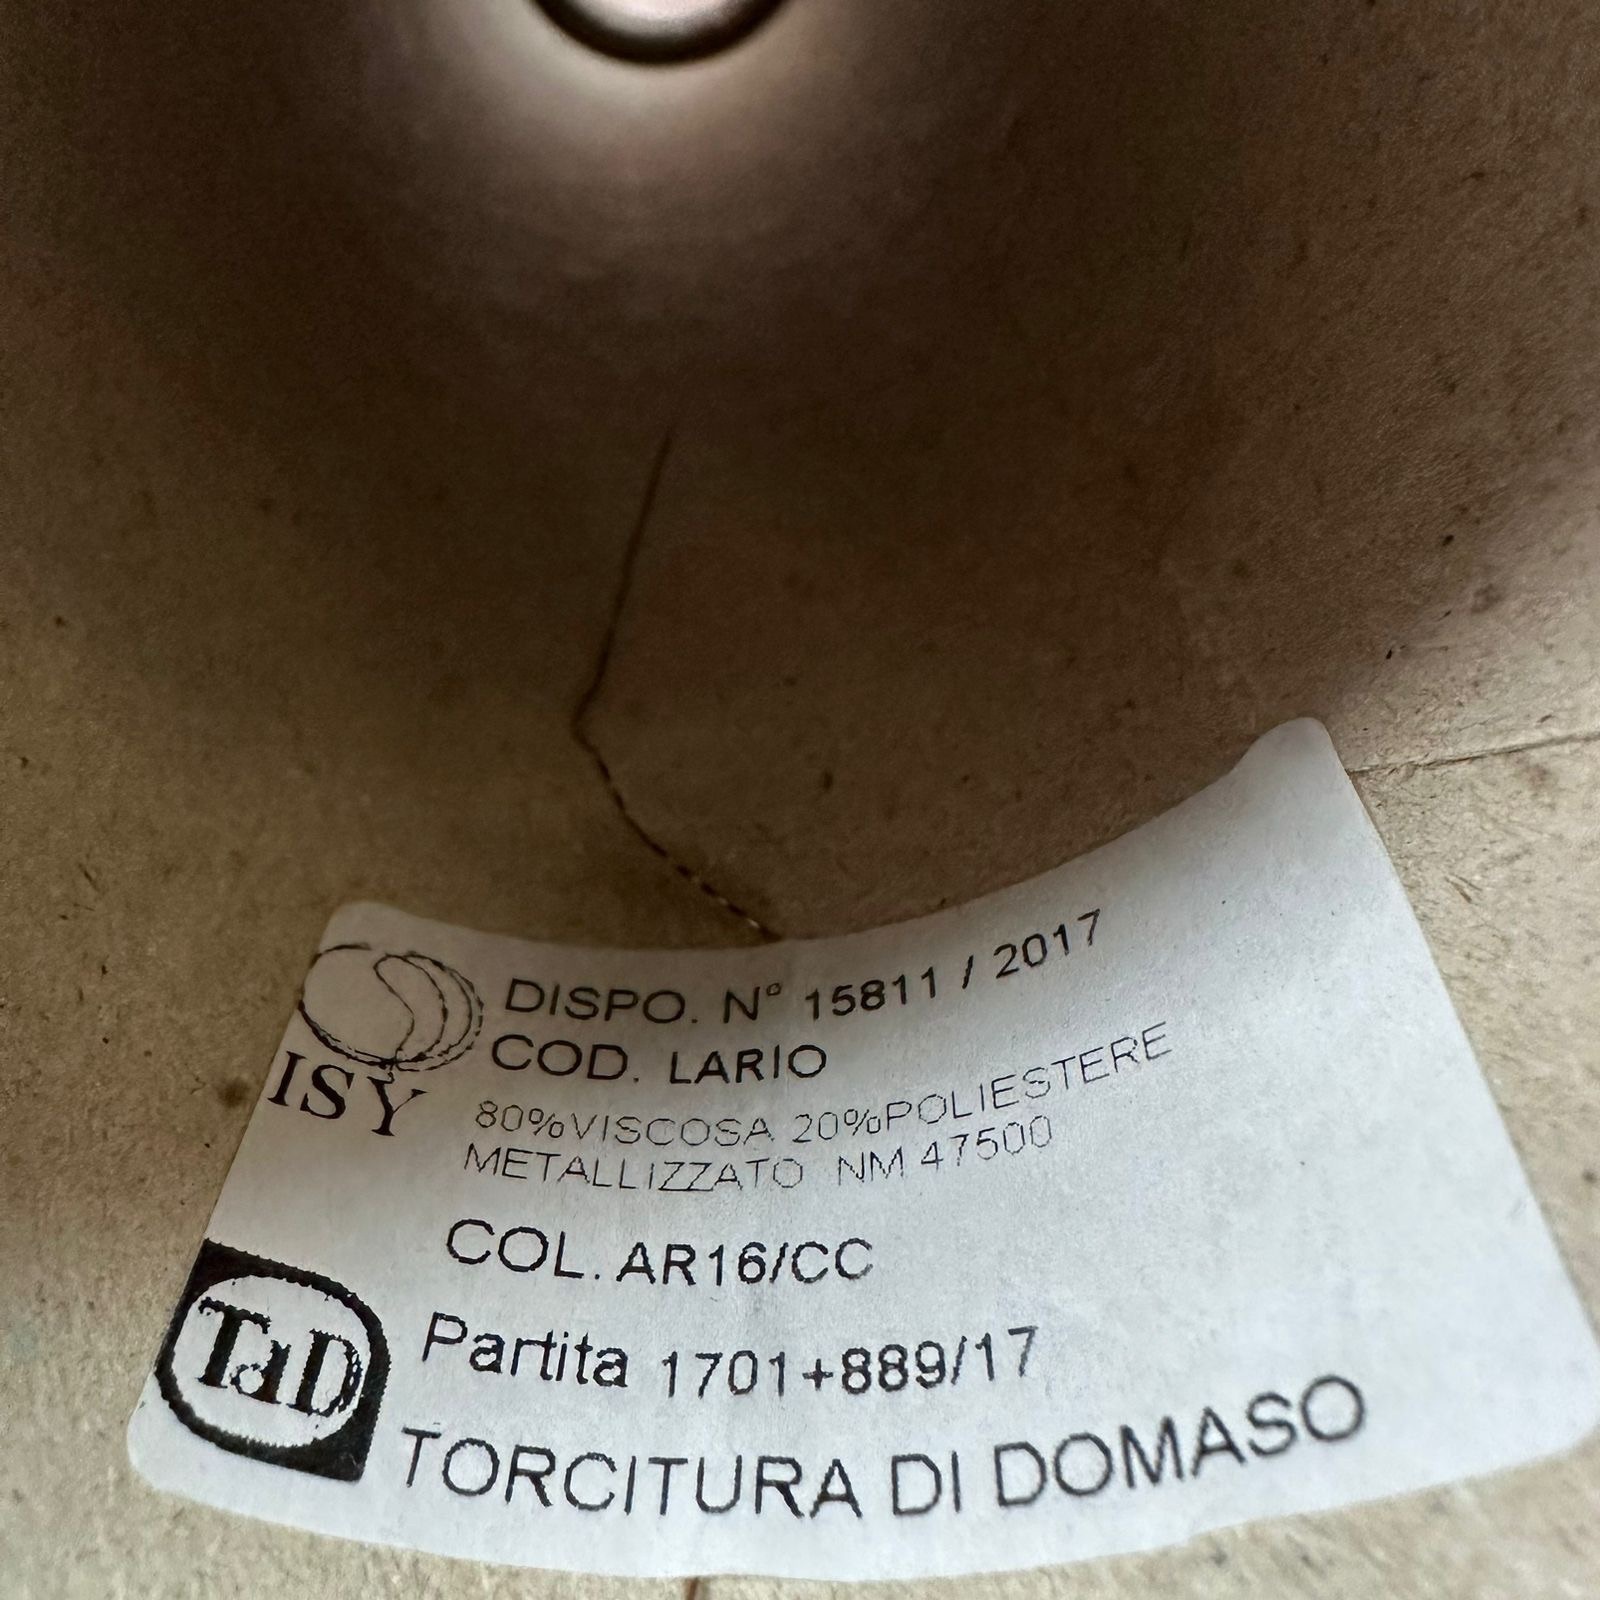 DISPO. N° 15811 / 2017
COD. LARIO
80%VISCOSA 20%POLIESTERE
METALLIZZATO NM 47500
ISY
COL. AR16/CC
Partita 1701+889/17
TaD
TORCITURA DI DOMASO